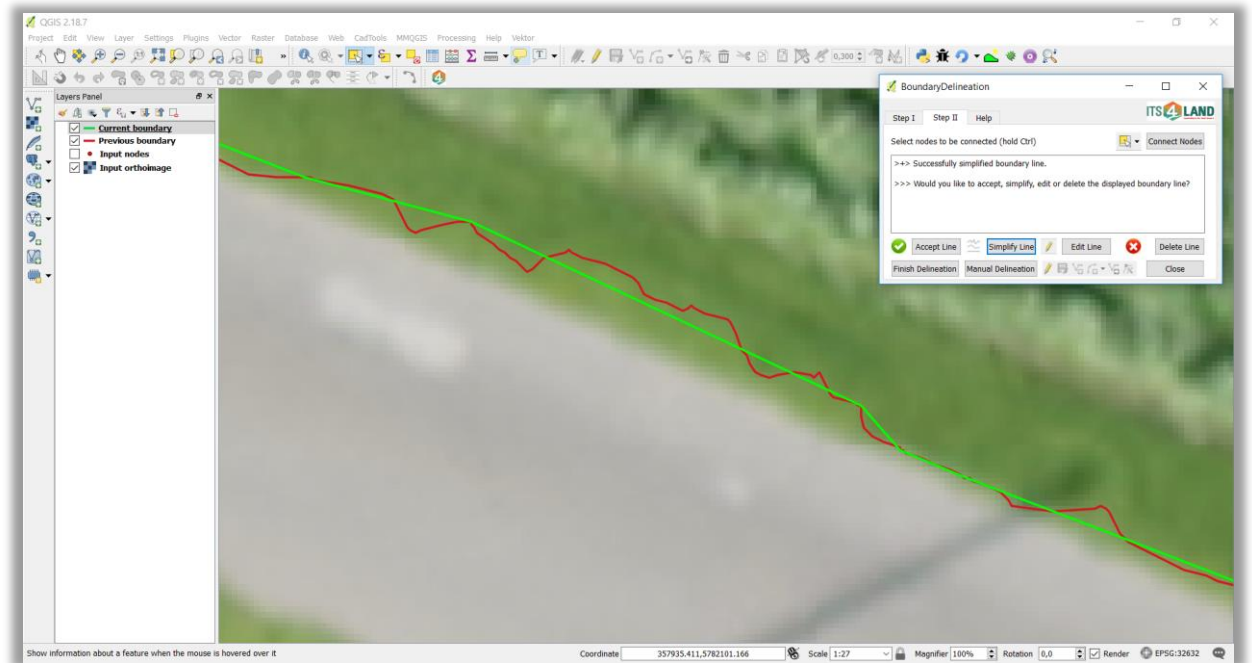 QGIS 2.18.7
Project Edit View Layer Settings Plugins Vector Raster Database Web CadTools MMQGIS Processing Help Vektor
0,300
Layers Panel
Current boundary
Previous boundary
Input nodes
Input orthoimage
BoundaryDelineation
Step I Step II Help
ITS4LAND
Select nodes to be connected (hold Ctrl)
Connect Nodes
>+> Successfully simplified boundary line.
>>> Would you like to accept, simplify, edit or delete the displayed boundary line?
Accept Line Simplify Line Edit Line Delete Line
Finish Delineation Manual Delineation Close
Show information about a feature when the mouse is hovered over it Coordinate 357935.411,5782101.166 Scale 1:27 Magnifier 100% Rotation 0,0 Render EPSG:32632